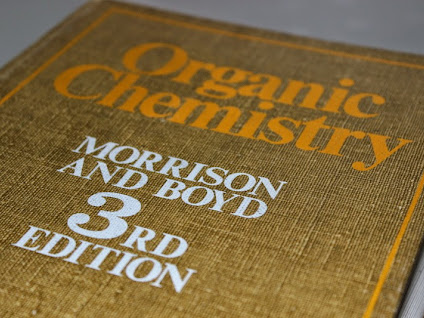 Organic
Chemistry
MORRISON
AND BOYD
3RD
EDITION